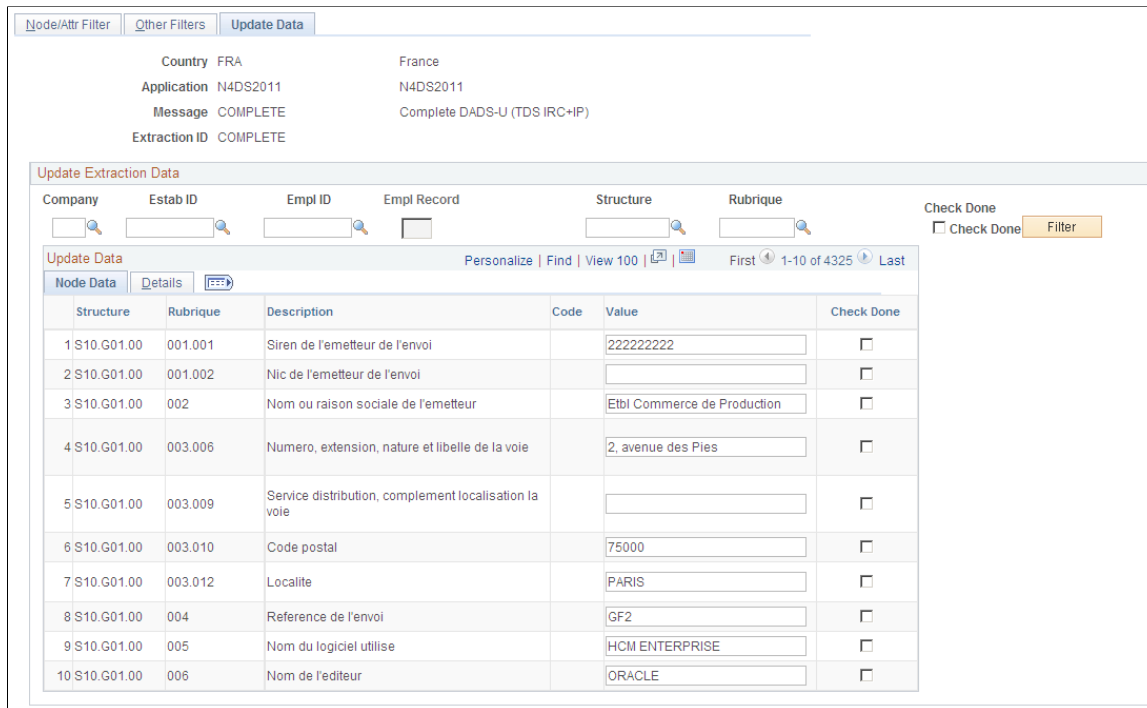 Node/Attr Filter Other Filters Update Data
Country FRA France
Application N4DS2011 N4DS2011
Message COMPLETE Complete DADS-U (TDS IRC+IP)
Extraction ID COMPLETE
Update Extraction Data
Company Estab ID Empl ID Empl Record Structure Rubrique Check Done
Check Done Filter
Update Data Personalize | Find | View 100 | | First 1-10 of 4325 Last
Node Data Details
Structure Rubrique Description Code Value Check Done
1 S10.G01.00 001.001 Siren de l'emetteur de l'envoi 222222222
2 S10.G01.00 001.002 Nic de l'emetteur de l'envoi
3 S10.G01.00 002 Nom ou raison sociale de l'emetteur Etbl Commerce de Production
4 S10.G01.00 003.006 Numero, extension, nature et libelle de la voie 2, avenue des Pies
5 S10.G01.00 003.009 Service distribution, complement localisation la
voie
6 S10.G01.00 003.010 Code postal 75000
7 S10.G01.00 003.012 Localite PARIS
8 S10.G01.00 004 Reference de l'envoi GF2
9 S10.G01.00 005 Nom du logiciel utilise HCM ENTERPRISE
10 S10.G01.00 006 Nom de l'editeur ORACLE